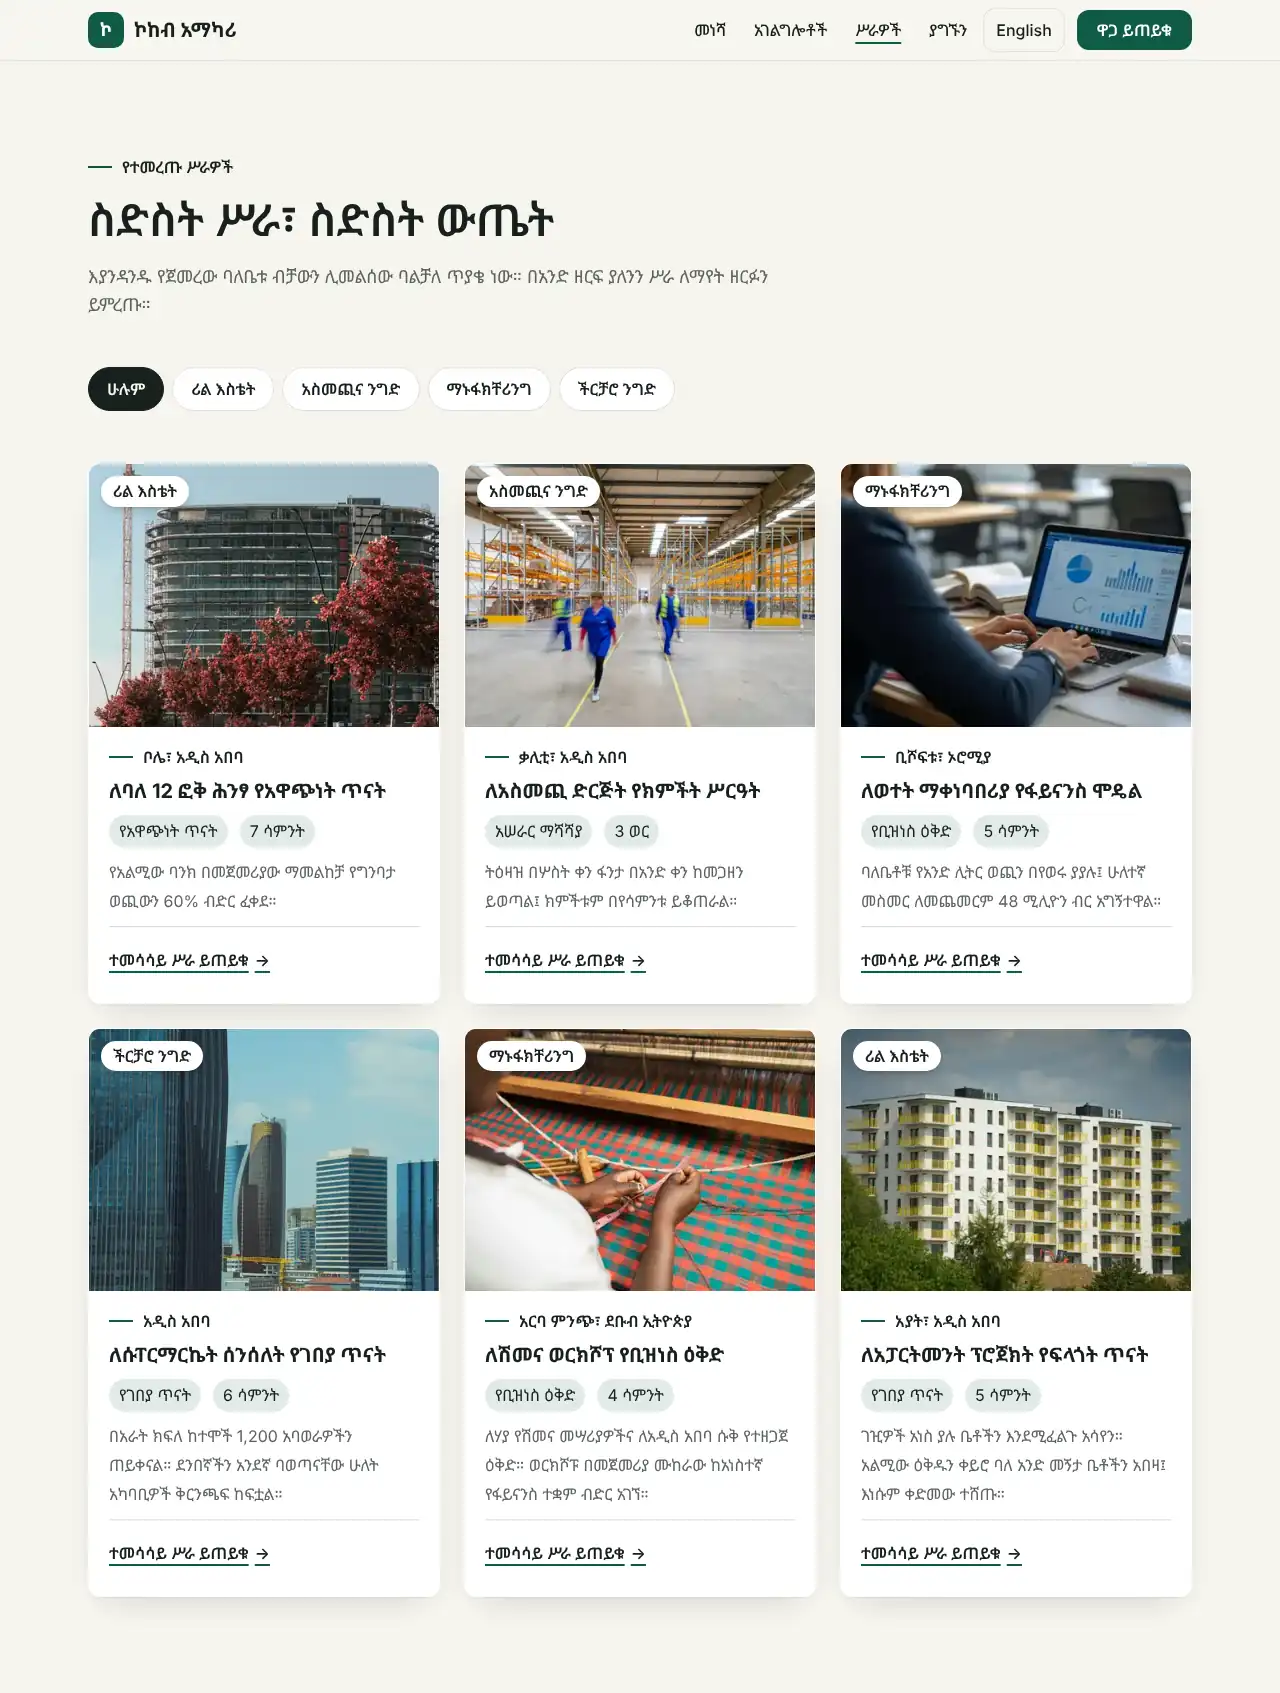 ኮ ኮከብ አማካሪ
መነሻ አገልግሎቶች ሥራዎች ያግኙን English ዋጋ ይጠይቁ
የተመረጡ ሥራዎች
ስድስት ሥራ፣ ስድስት ውጤት
እያንዳንዱ የጀመረው ባለቤቱ ብቻውን ሊመልሰው ባልቻለ ጥያቄ ነው። በአንድ ዘርፍ ያለንን ሥራ ለማየት ዘርፉን
ይምረጡ።
ሁሉም ሪል እስቴት አስመጪና ንግድ ማኑፋክቸሪንግ ችርቻሮ ንግድ
ሪል እስቴት
ቦሌ፣ አዲስ አበባ
ለባለ 12 ፎቅ ሕንፃ የአዋጭነት ጥናት
የአዋጭነት ጥናት 7 ሳምንት
የአልሚው ባንክ በመጀመሪያው ማመልከቻ የግንባታ
ወጪውን 60% ብድር ፈቀደ።
ተመሳሳይ ሥራ ይጠይቁ →
አስመጪና ንግድ
ቃሊቲ፣ አዲስ አበባ
ለአስመጪ ድርጅት የክምችት ሥርዓት
አሠራር ማሻሻያ 3 ወር
ትዕዛዝ በሦስት ቀን ፋንታ በአንድ ቀን ከመጋዘን
ይወጣል፤ ክምችቱም በየሳምንቱ ይቆጠራል።
ተመሳሳይ ሥራ ይጠይቁ →
ማኑፋክቸሪንግ
ቢሾፍቱ፣ ኦሮሚያ
ለወተት ማቀነባበሪያ የፋይናንስ ሞዴል
የቢዝነስ ዕቅድ 5 ሳምንት
ባለቤቶቹ የአንድ ሊትር ወጪን በየወሩ ያያሉ፤ ሁለተኛ
መስመር ለመጨመርም 48 ሚሊዮን ብር አግኝተዋል።
ተመሳሳይ ሥራ ይጠይቁ →
ችርቻሮ ንግድ
አዲስ አበባ
ለሱፐርማርኬት ሰንሰለት የገበያ ጥናት
የገበያ ጥናት 6 ሳምንት
በአራት ክፍለ ከተሞች 1,200 አባወራዎችን
ጠይቀናል። ደንበኛችን አንደኛ ባወጣናቸው ሁለት
አካባቢዎች ቅርንጫፍ ከፍቷል።
ተመሳሳይ ሥራ ይጠይቁ →
ማኑፋክቸሪንግ
አርባ ምንጭ፣ ደቡብ ኢትዮጵያ
ለሽመና ወርክሾፕ የቢዝነስ ዕቅድ
የቢዝነስ ዕቅድ 4 ሳምንት
ለሃያ የሽመና መሣሪያዎችና ለአዲስ አበባ ሱቅ የተዘጋጀ
ዕቅድ። ወርክሾፑ በመጀመሪያ ሙከራው ከአነስተኛ
የፋይናንስ ተቋም ብድር አገኘ።
ተመሳሳይ ሥራ ይጠይቁ →
ሪል እስቴት
አያት፣ አዲስ አበባ
ለአፓርትመንት ፕሮጀክት የፍላጎት ጥናት
የገበያ ጥናት 5 ሳምንት
ገዢዎች አነስ ያሉ ቤቶችን እንደሚፈልጉ አሳየን።
አልሚው ዕቅዱን ቀይሮ ባለ አንድ መኝታ ቤቶችን አበዛ፤
እነሱም ቀድመው ተሸጡ።
ተመሳሳይ ሥራ ይጠይቁ →